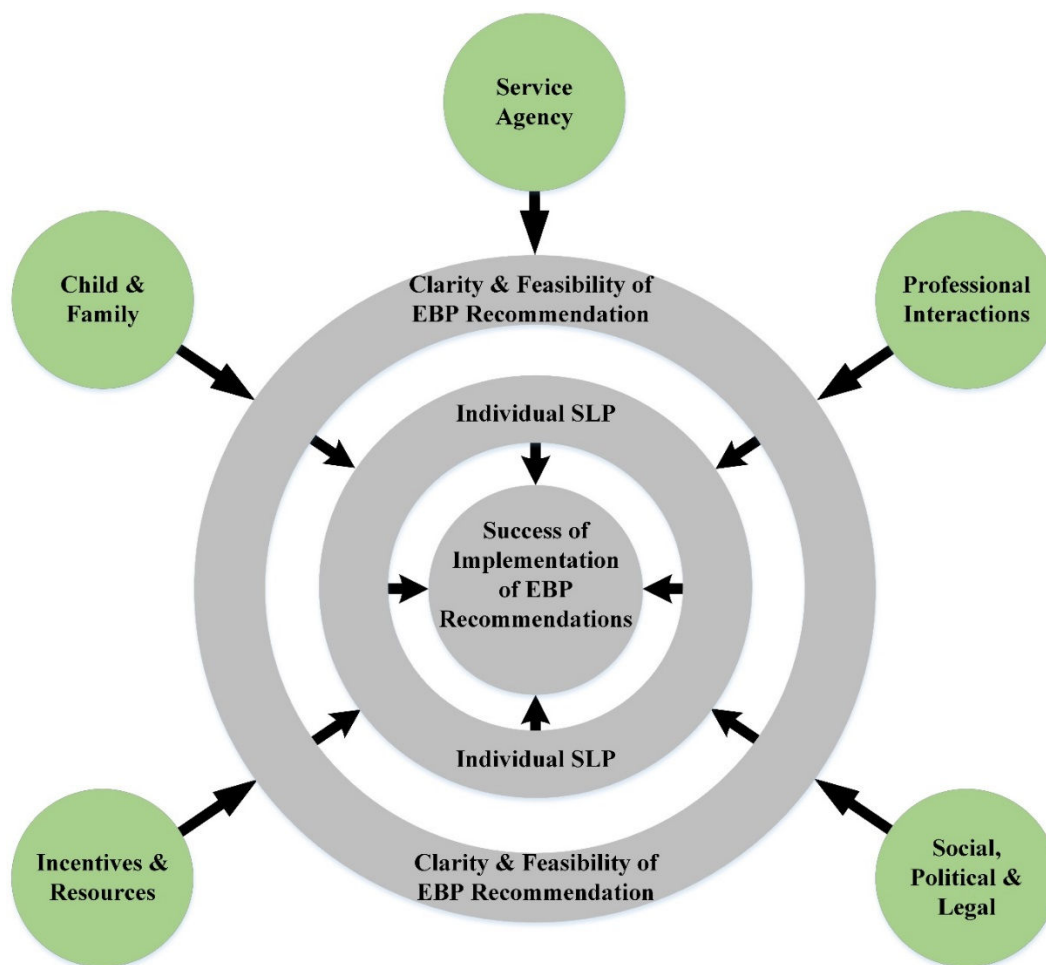 Service
Agency
Child &
Family
Professional
Interactions
Clarity & Feasibility of
EBP Recommendation
Individual SLP
Success of
Implementation
of EBP
Recommendations
Individual SLP
Clarity & Feasibility of
EBP Recommendation
Incentives &
Resources
Social,
Political &
Legal